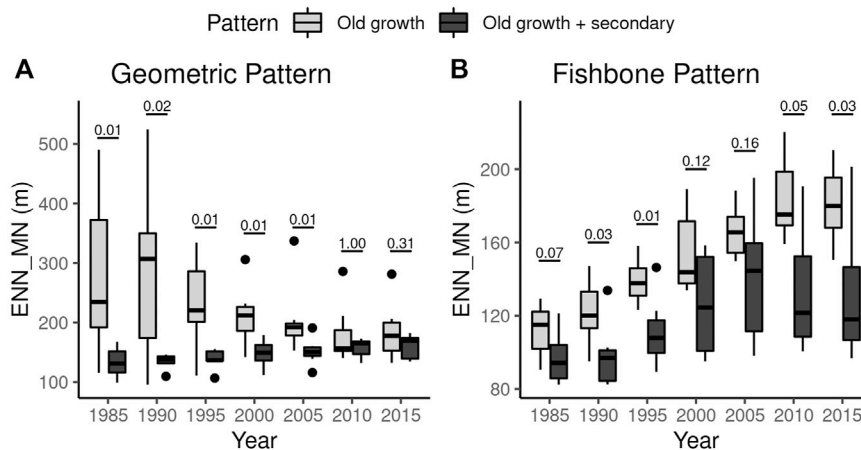 Pattern Old growth Old growth + secondary
A Geometric Pattern
ENN_MN (m)
500
400
300
200
100
0.01
0.02
0.01
0.01
0.01
1.00
0.31
1985 1990 1995 2000 2005 2010 2015
Year
B Fishbone Pattern
ENN_MN (m)
200
160
120
80
0.07
0.03
0.01
0.12
0.16
0.05
0.03
1985 1990 1995 2000 2005 2010 2015
Year